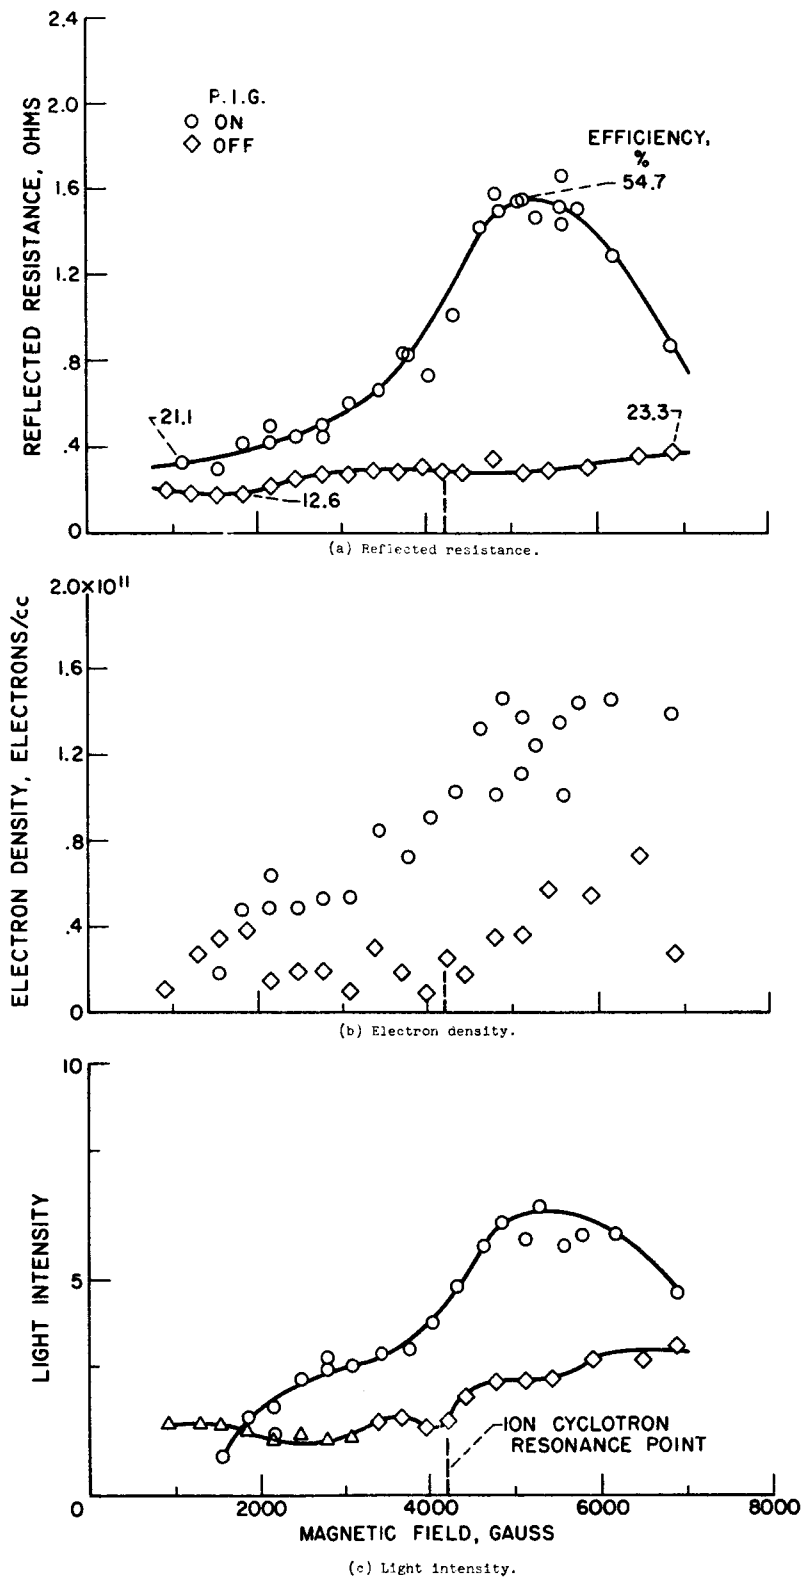 2.4
2.0
1.6
1.2
.8
.4
0
REFLECTED RESISTANCE, OHMS
P.I.G.
ON
OFF
EFFICIENCY,
%
54.7
21.1
12.6
23.3
(a) Reflected resistance.
2.0×10¹¹
1.6
1.2
.8
.4
0
ELECTRON DENSITY, ELECTRONS/cc
(b) Electron density.
10
5
0
LIGHT INTENSITY
ION CYCLOTRON
RESONANCE POINT
2000
4000
6000
8000
MAGNETIC FIELD, GAUSS
(c) Light intensity.